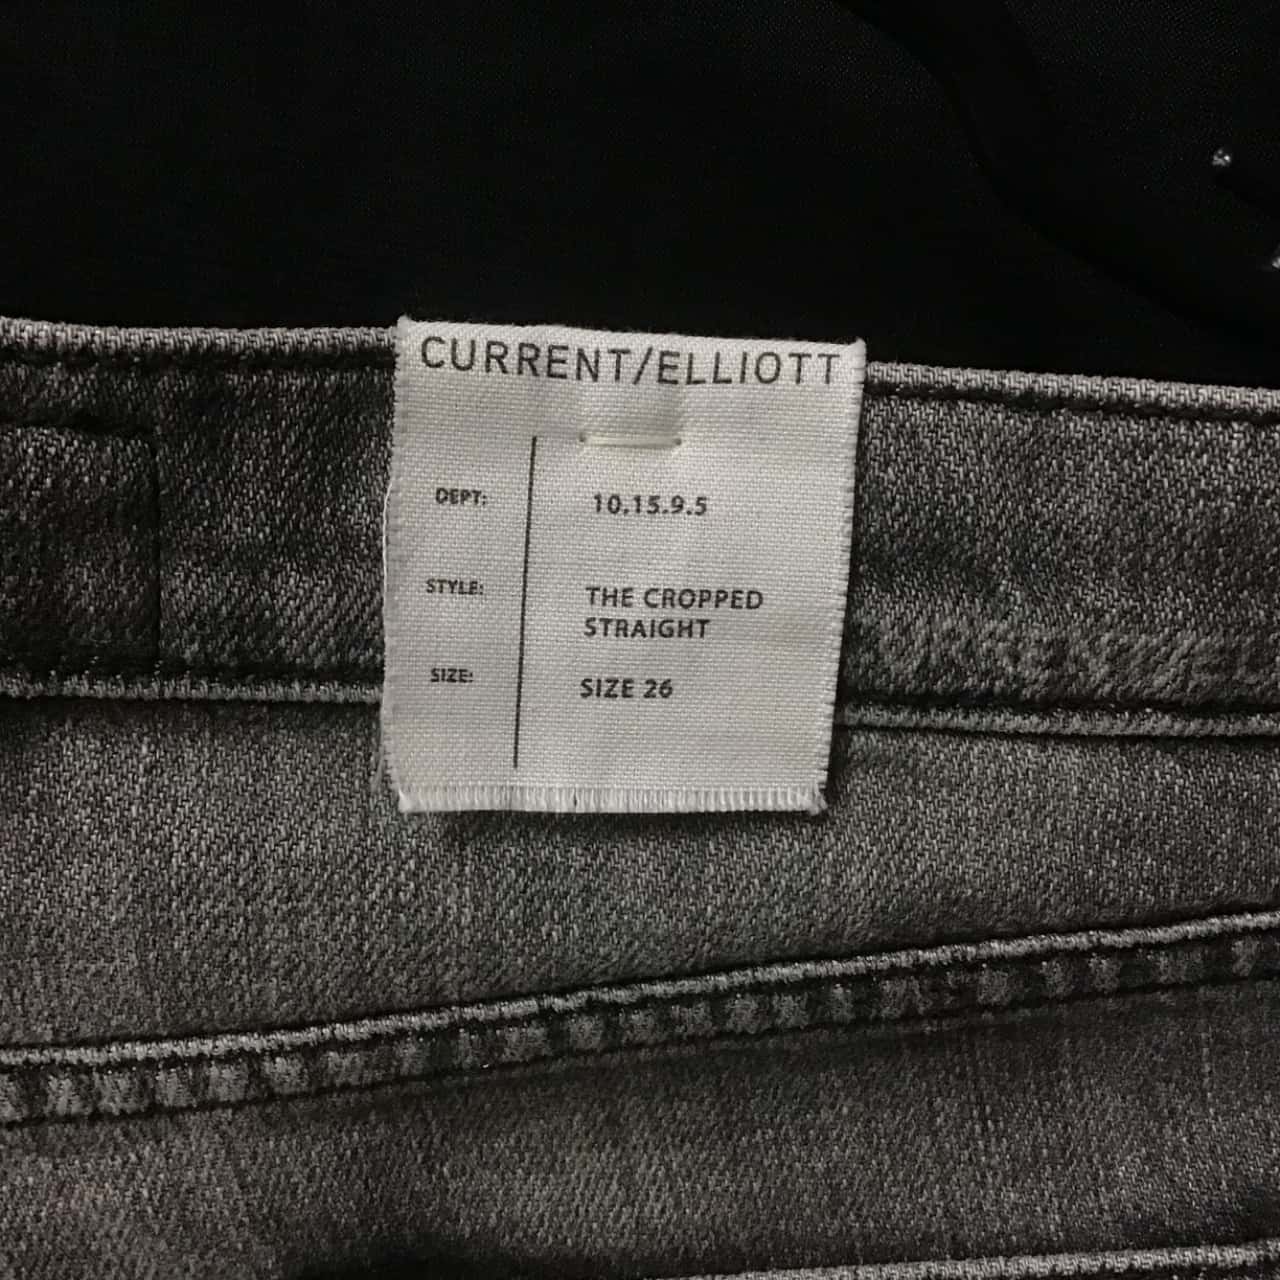 CURRENT/ELLIOTT
DEPT: 10.15.9.5
STYLE: THE CROPPED
STRAIGHT
SIZE: SIZE 26